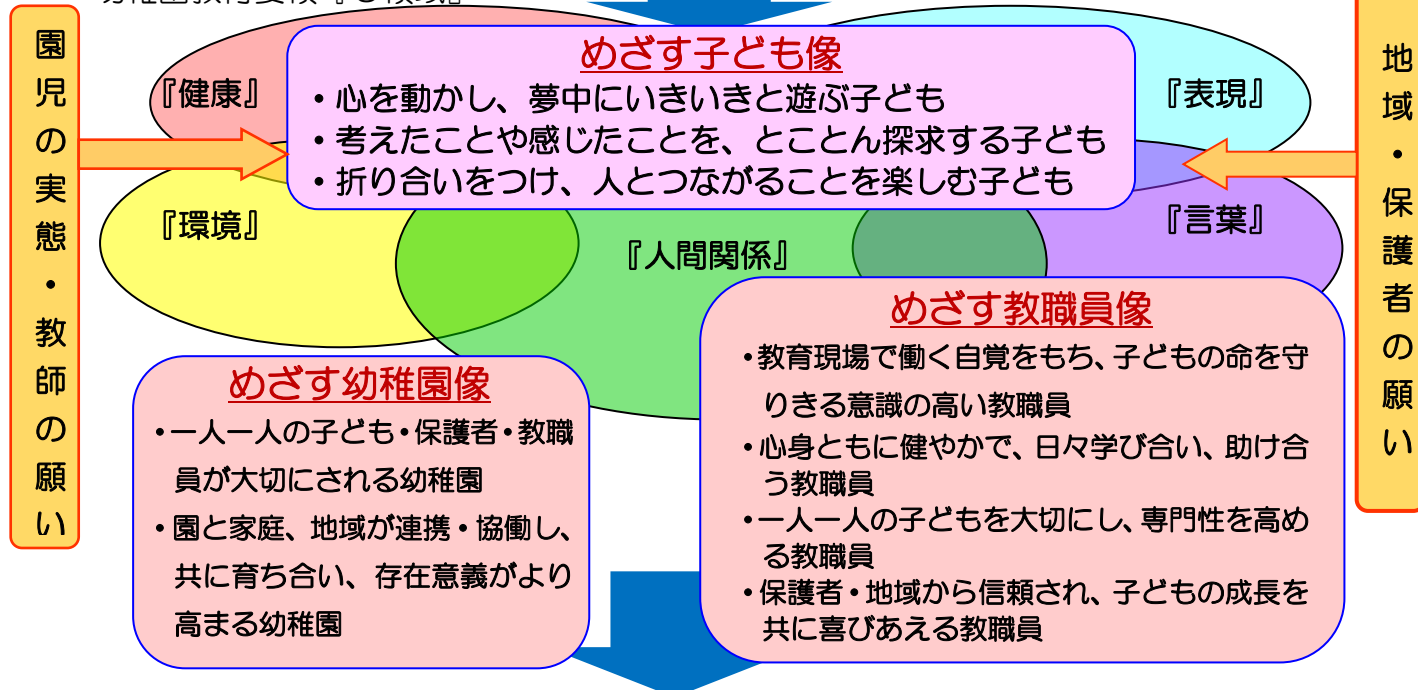 園児の実態・教師の願い
地域・保護者の願い
めざす子ども像
・心を動かし、夢中にいきいきと遊ぶ子ども
・考えたことや感じたことを、とことん探求する子ども
・折り合いをつけ、人とつながることを楽しむ子ども
『健康』
『表現』
『環境』
『人間関係』
『言葉』
めざす幼稚園像
・一人一人の子ども・保護者・教職
員が大切にされる幼稚園
・園と家庭、地域が連携・協働し、
共に育ち合い、存在意義がより
高まる幼稚園
めざす教職員像
・教育現場で働く自覚をもち、子どもの命を守
りきる意識の高い教職員
・心身ともに健やかで、日々学び合い、助け合
う教職員
・一人一人の子どもを大切にし、専門性を高め
る教職員
・保護者・地域から信頼され、子どもの成長を
共に喜びあえる教職員